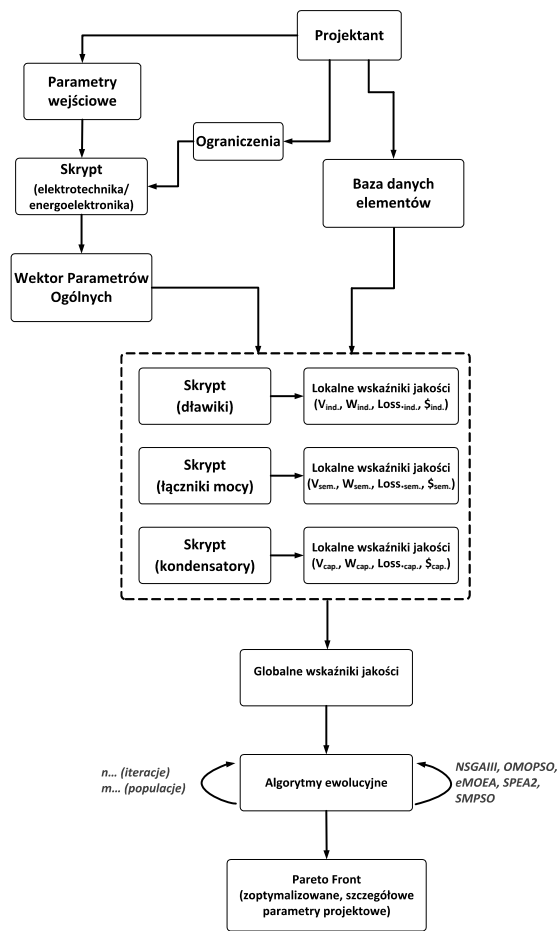 Projektant
Parametry
wejściowe
Ograniczenia
Skrypt
(elektrotechnika/
energoelektronika)
Baza danych
elementów
Wektor Parametrów
Ogólnych
Skrypt
(dławiki)
Lokalne wskaźniki jakości
(Vind., Wind., Loss.ind., $ind.)
Skrypt
(łączniki mocy)
Lokalne wskaźniki jakości
(Vsem., Wsem., Loss.sem., $sem.)
Skrypt
(kondensatory)
Lokalne wskaźniki jakości
(Vcap., Wcap., Loss.cap., $cap.)
Globalne wskaźniki jakości
n... (iteracje)
m... (populacje)
Algorytmy ewolucyjne
NSGAIII, OMOPSO,
eMOEA, SPEA2,
SMPSO
Pareto Front
(zoptymalizowane, szczegółowe
parametry projektowe)